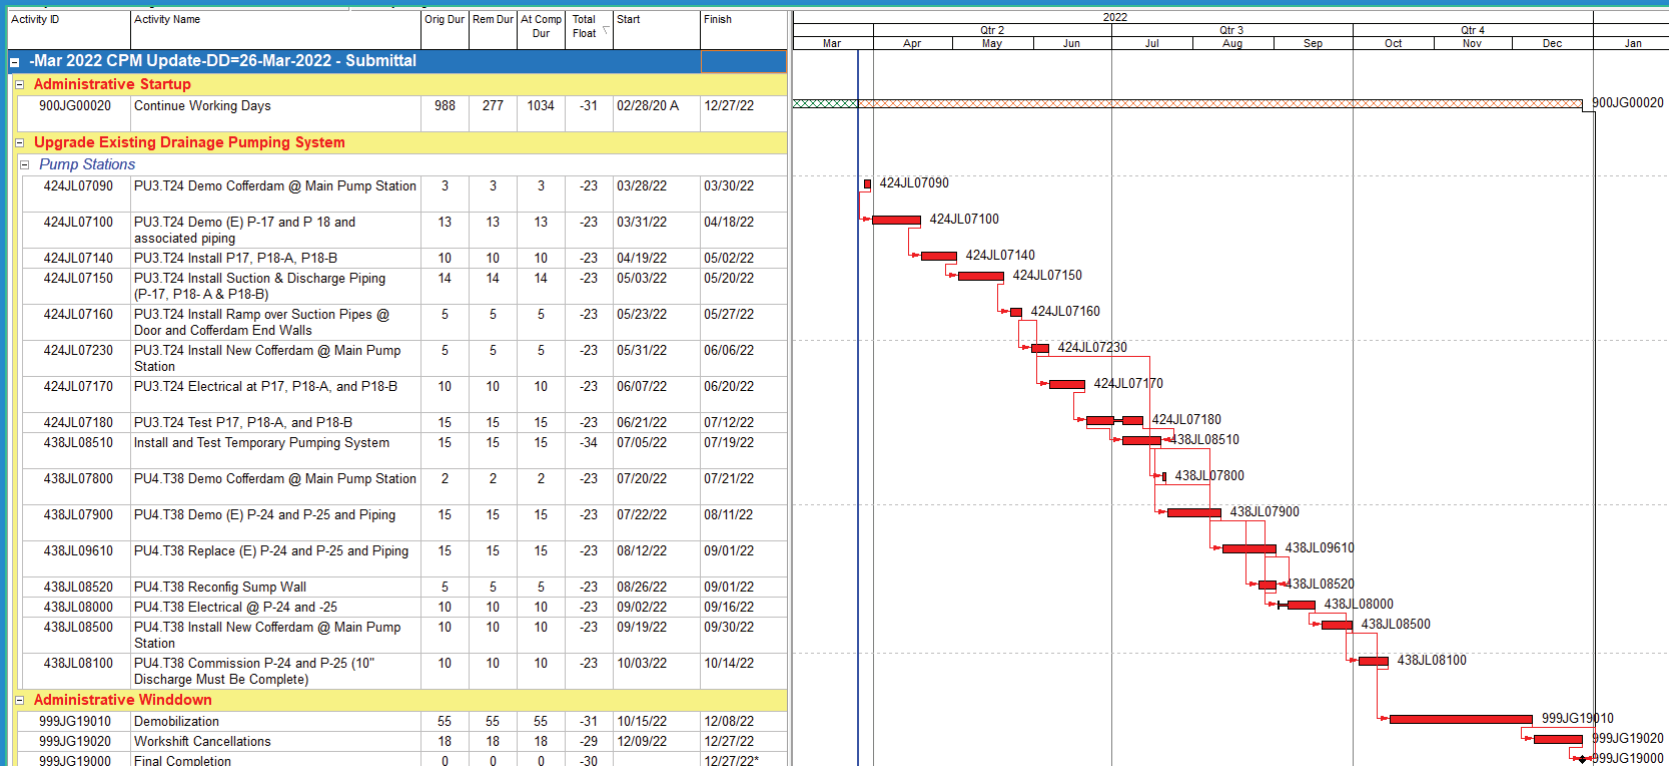 Activity ID Activity Name Orig Dur Rem Dur At Comp Dur Total Float Start Finish
2022
Qtr 2 Qtr 3 Qtr 4
Mar Apr May Jun Jul Aug Sep Oct Nov Dec Jan
-Mar 2022 CPM Update-DD=26-Mar-2022 - Submittal
Administrative Startup
900JG00020 Continue Working Days 988 277 1034 -31 02/28/20 A 12/27/22 900JG00020
Upgrade Existing Drainage Pumping System
Pump Stations
424JL07090 PU3.T24 Demo Cofferdam @ Main Pump Station 3 3 3 -23 03/28/22 03/30/22 424JL07090
424JL07100 PU3.T24 Demo (E) P-17 and P 18 and 13 13 13 -23 03/31/22 04/18/22 424JL07100
associated piping
424JL07140 PU3.T24 Install P17, P18-A, P18-B 10 10 10 -23 04/19/22 05/02/22 424JL07140
424JL07150 PU3.T24 Install Suction & Discharge Piping 14 14 14 -23 05/03/22 05/20/22 424JL07150
(P-17, P18- A & P18-B)
424JL07160 PU3.T24 Install Ramp over Suction Pipes @ 5 5 5 -23 05/23/22 05/27/22 424JL07160
Door and Cofferdam End Walls
424JL07230 PU3.T24 Install New Cofferdam @ Main Pump 5 5 5 -23 05/31/22 06/06/22 424JL07230
Station
424JL07170 PU3.T24 Electrical at P17, P18-A, and P18-B 10 10 10 -23 06/07/22 06/20/22 424JL07170
424JL07180 PU3.T24 Test P17, P18-A, and P18-B 15 15 15 -23 06/21/22 07/12/22 424JL07180
438JL08510 Install and Test Temporary Pumping System 15 15 15 -34 07/05/22 07/19/22 438JL08510
438JL07800 PU4.T38 Demo Cofferdam @ Main Pump Station 2 2 2 -23 07/20/22 07/21/22 438JL07800
438JL07900 PU4.T38 Demo (E) P-24 and P-25 and Piping 15 15 15 -23 07/22/22 08/11/22 438JL07900
438JL09610 PU4.T38 Replace (E) P-24 and P-25 and Piping 15 15 15 -23 08/12/22 09/01/22 438JL09610
438JL08520 PU4.T38 Reconfig Sump Wall 5 5 5 -23 08/26/22 09/01/22 438JL08520
438JL08000 PU4.T38 Electrical @ P-24 and -25 10 10 10 -23 09/02/22 09/16/22 438JL08000
438JL08500 PU4.T38 Install New Cofferdam @ Main Pump 10 10 10 -23 09/19/22 09/30/22 438JL08500
Station
438JL08100 PU4.T38 Commission P-24 and P-25 (10" 10 10 10 -23 10/03/22 10/14/22 438JL08100
Discharge Must Be Complete)
Administrative Winddown
999JG19010 Demobilization 55 55 55 -31 10/15/22 12/08/22 999JG19010
999JG19020 Workshift Cancellations 18 18 18 -29 12/09/22 12/27/22 999JG19020
999JG19000 Final Completion 0 0 0 -30 12/27/22* 999JG19000